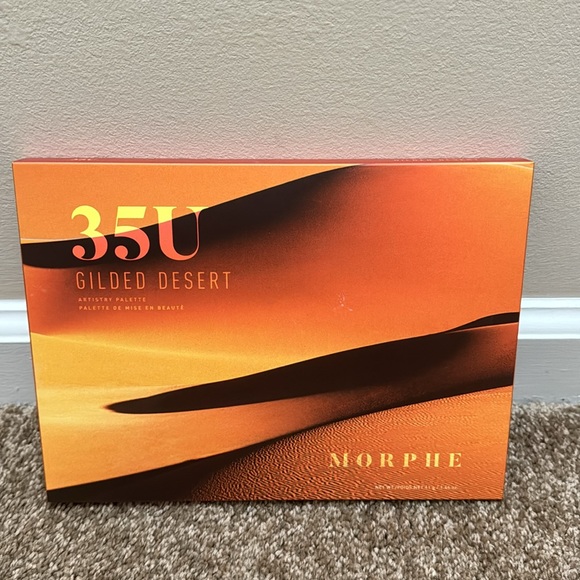 35U
GILDED DESERT
ARTISTRY PALETTE
PALETTE DE MISE EN BEAUTÉ
MORPHE